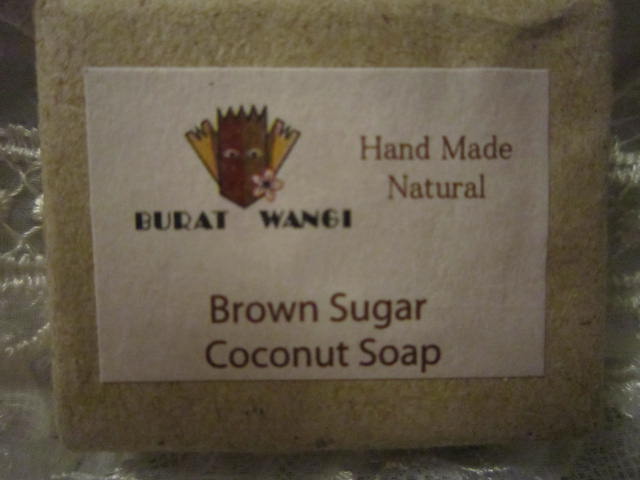 Hand Made
Natural
BURAT WANGI
Brown Sugar
Coconut Soap